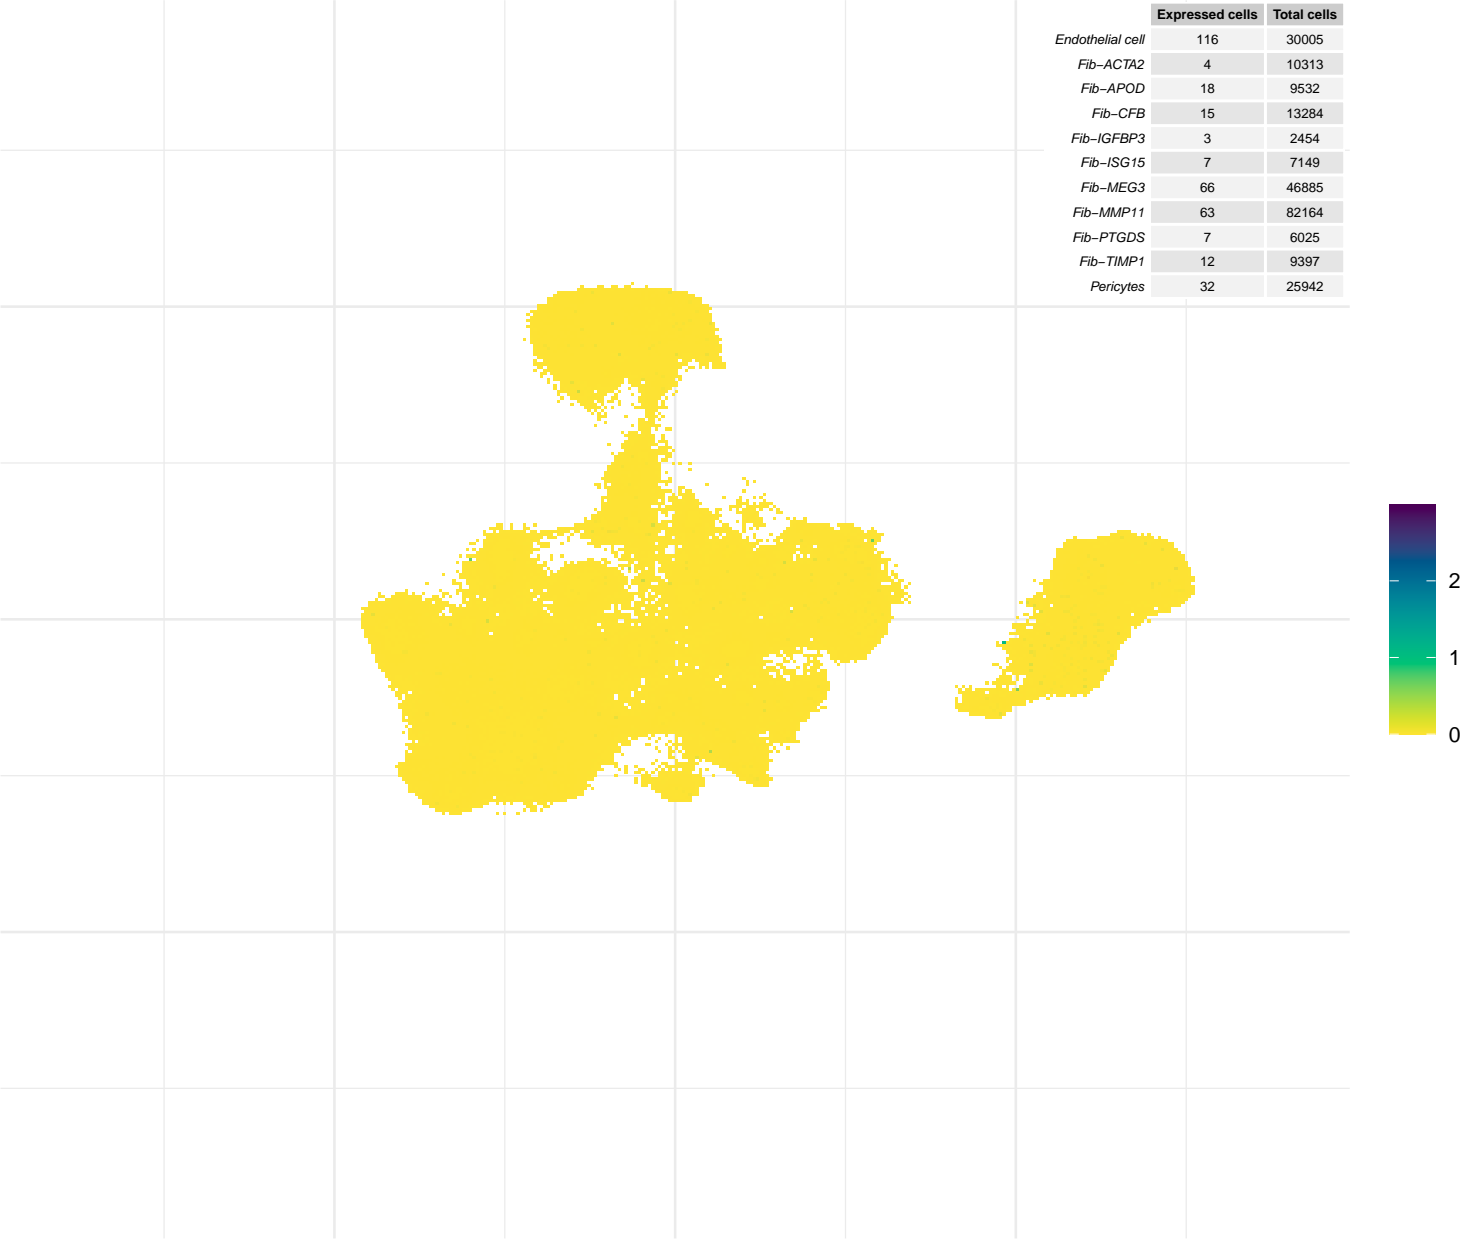 Expressed cells Total cells
Endothelial cell 116 30005
Fib−ACTA2 4 10313
Fib−APOD 18 9532
Fib−CFB 15 13284
Fib−IGFBP3 3 2454
Fib−ISG15 7 7149
Fib−MEG3 66 46885
Fib−MMP11 63 82164
Fib−PTGDS 7 6025
Fib−TIMP1 12 9397
Pericytes 32 25942
2
1
0